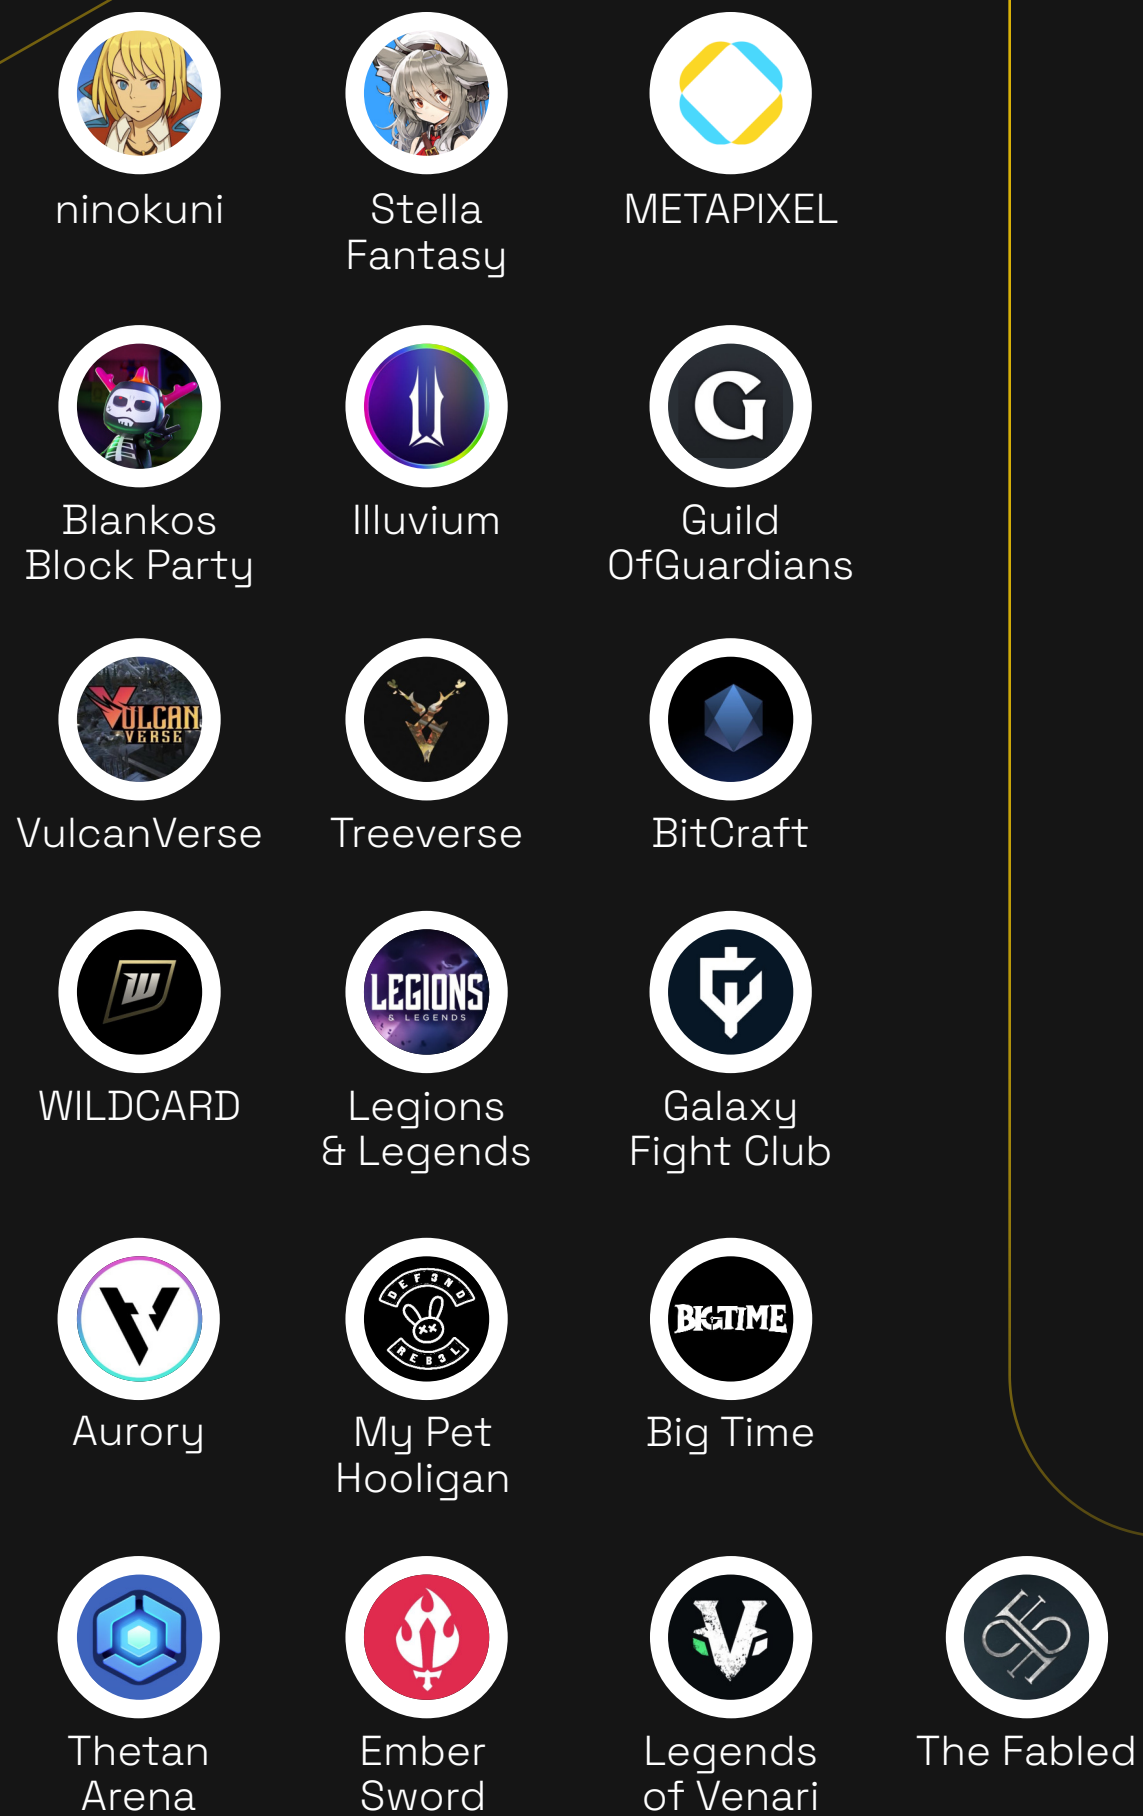 ninokuni
Stella
Fantasy
METAPIXEL
Blankos
Block Party
Illuvium
G
Guild
OfGuardians
VULCAN
VERSE
VulcanVerse
Treeverse
BitCraft
W
WILDCARD
LEGIONS
& LEGENDS
Legions
& Legends
Galaxy
Fight Club
Aurory
DEF3ND
REB3L
My Pet
Hooligan
BIGTIME
Big Time
Thetan
Arena
Ember
Sword
V
Legends
of Venari
The Fabled